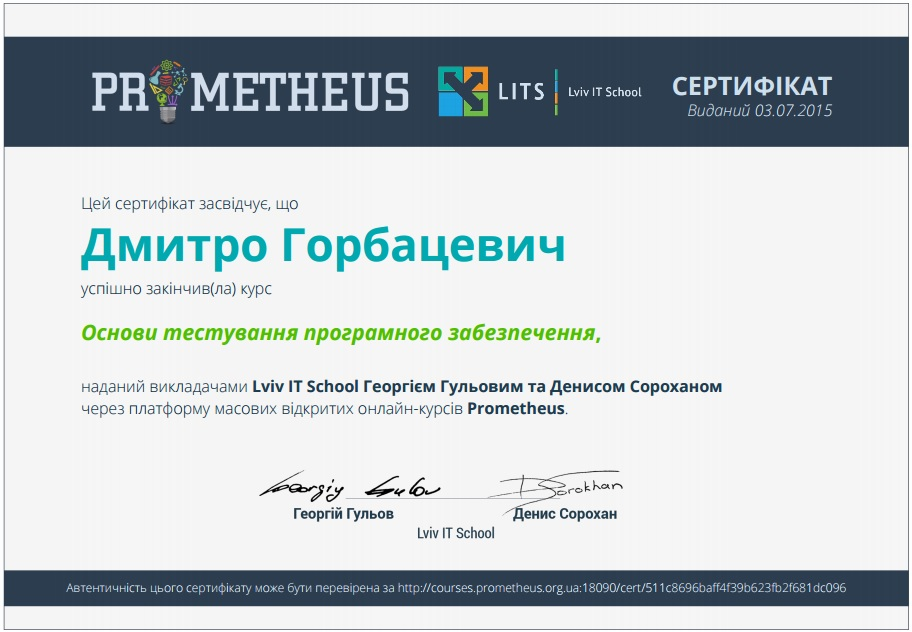 PROMETHEUS
LITS
Lviv IT School
СЕРТИФІКАТ
Виданий 03.07.2015
Цей сертифікат засвідчує, що
Дмитро Горбацевич
успішно закінчив(ла) курс
Основи тестування програмного забезпечення,
наданий викладачами Lviv IT School Георгієм Гульовим та Денисом Сороханом
через платформу масових відкритих онлайн-курсів Prometheus.
Georgiy Gulov
DSorokhan
Георгій Гульов
Денис Сорохан
Lviv IT School
Автентичність цього сертифікату може бути перевірена за http://courses.prometheus.org.ua:18090/cert/511c8696baff4f39b623fb2f681dc096